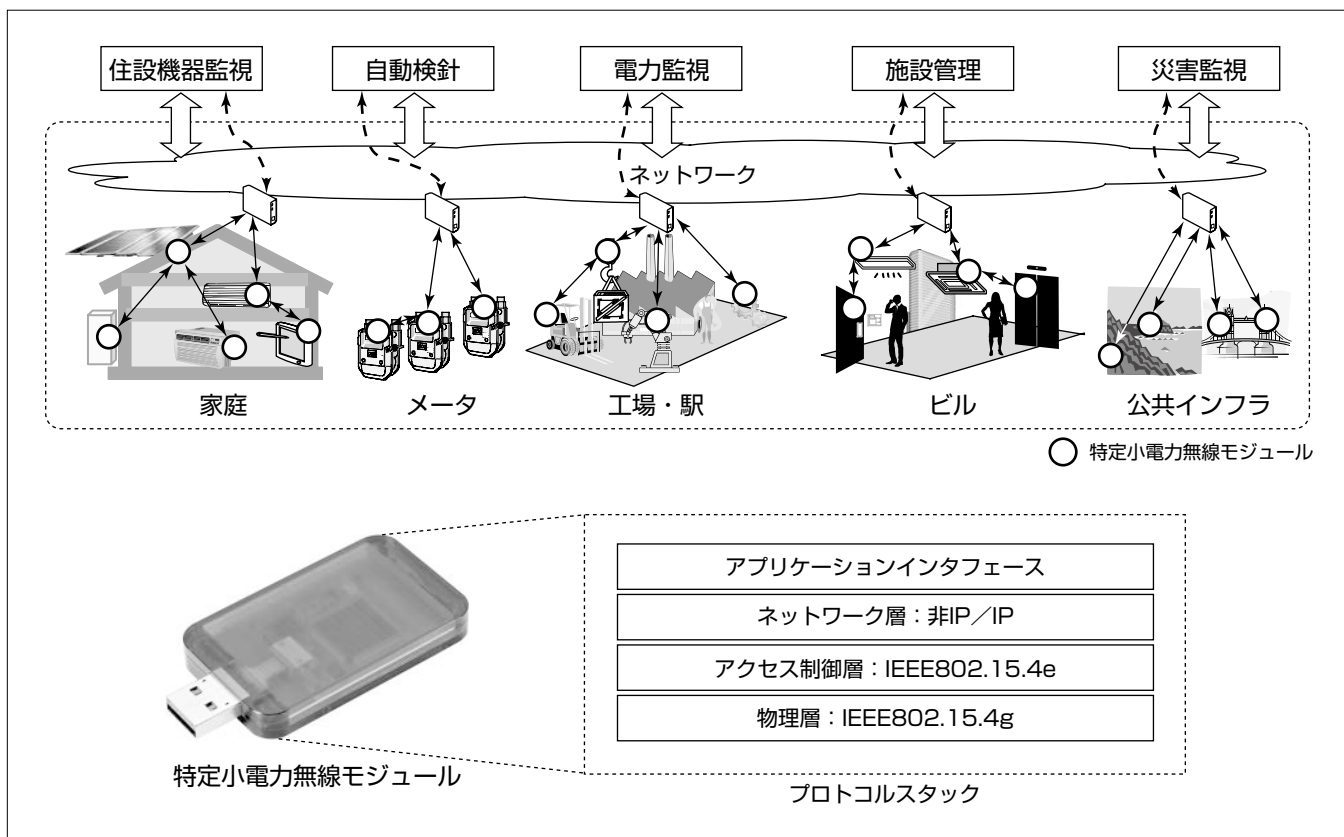 住設機器監視
自動検針
電力監視
施設管理
災害監視
ネットワーク
家庭
メータ
工場・駅
ビル
公共インフラ
特定小電力無線モジュール
アプリケーションインタフェース
ネットワーク層：非IP／IP
アクセス制御層：IEEE802.15.4e
物理層：IEEE802.15.4g
特定小電力無線モジュール
プロトコルスタック